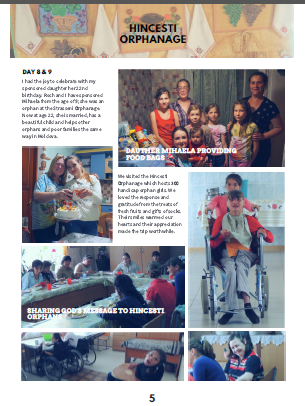 HINCESTI
ORPHANAGE
DAY 8 & 9
I had the joy to celebrate with my
sponsored daughter her 22nd
birthday. Roch and I have sponsored
Mihaela from the age of 8; she was an
orphan at the Straseni Orphanage.
Now at age 22, she is married, has a
beautiful child and helps other
orphans and poor families the same
way in Moldova.
DAUTHER MIHAELA PROVIDING
FOOD BAGS
We visited the Hincesti
Orphanage which hosts 300
handicap orphan girls. We
loved the response and
gratitude from the treats of
fresh fruits and gifts of socks.
Their smiles warmed our
hearts and their appreciation
made the trip worthwhile.
SHARING GOD'S MESSAGE TO HINCESTI
ORPHANS
5